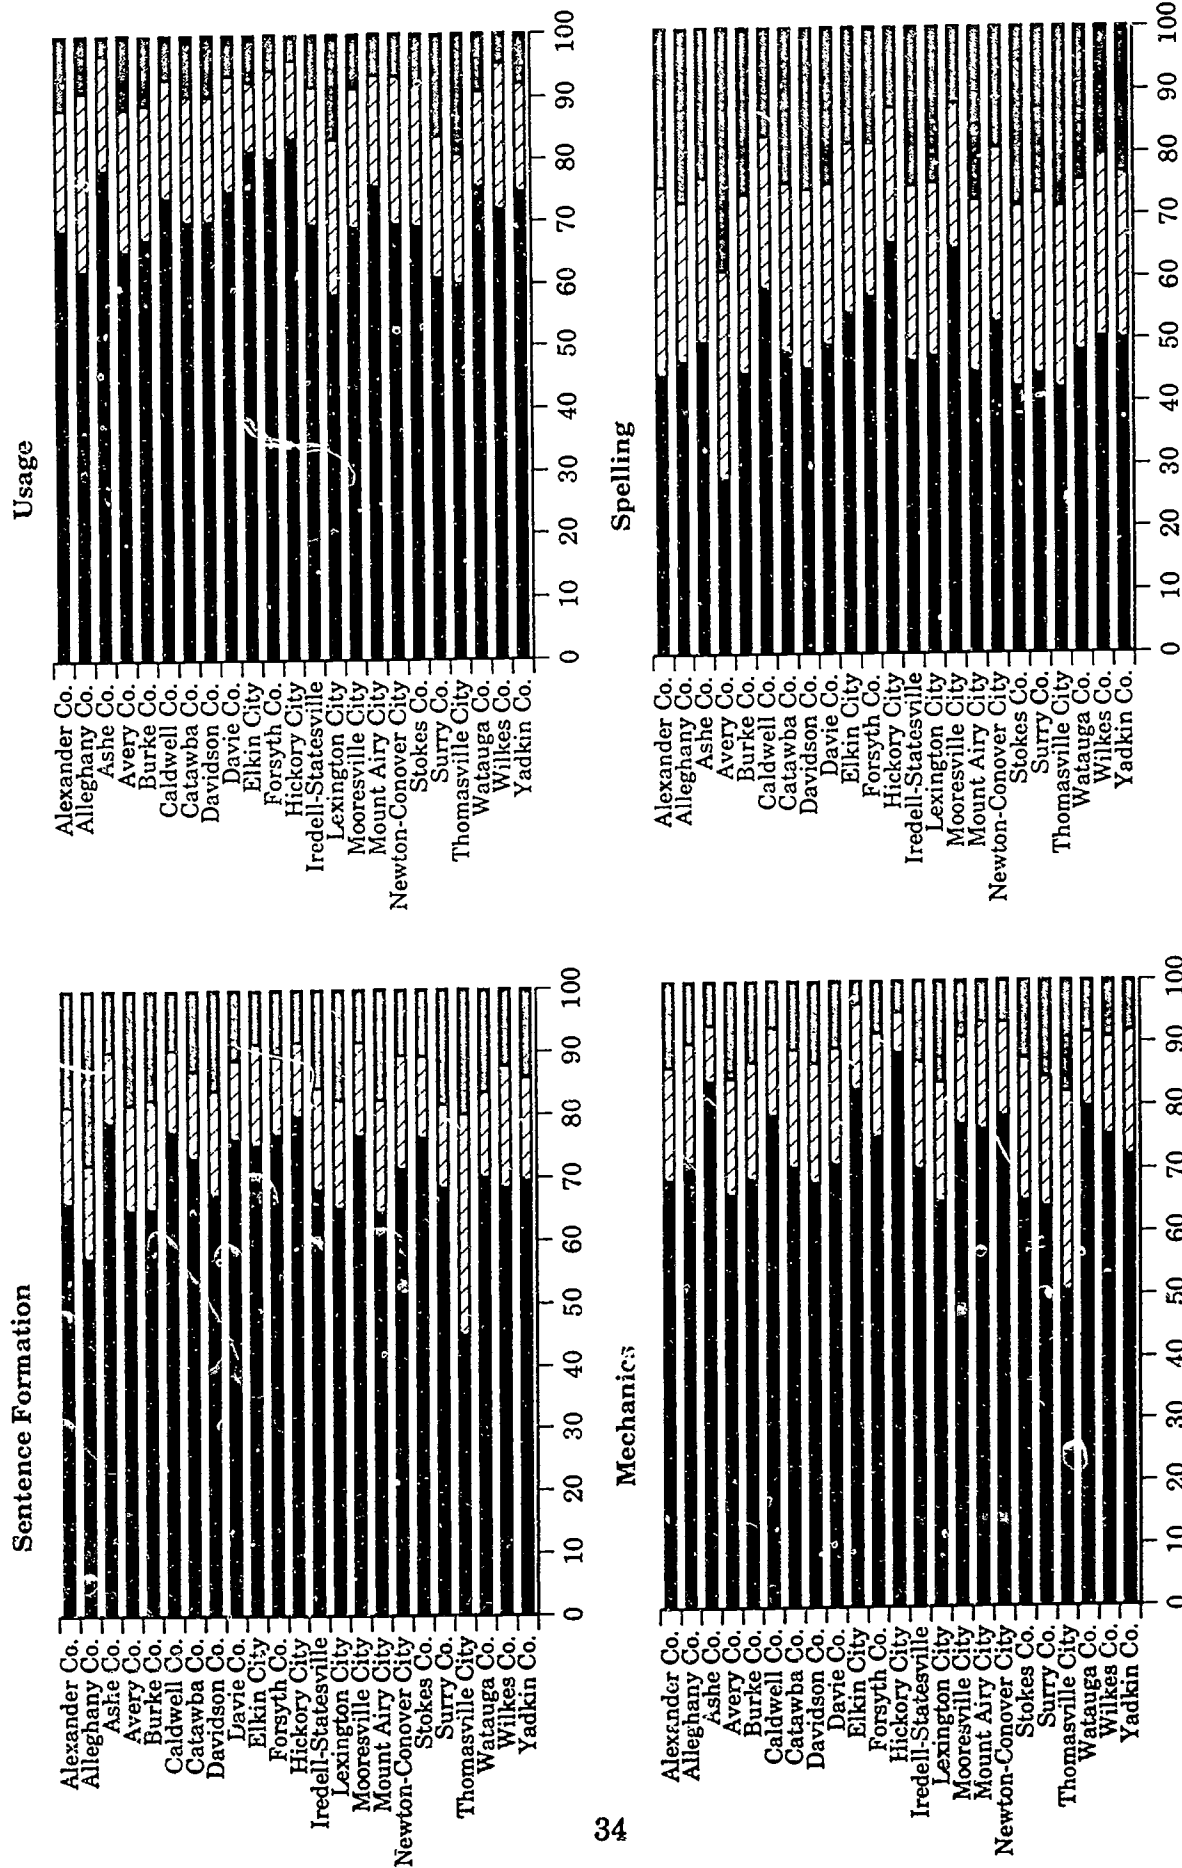 Sentence Formation
Alexander Co.
Alleghany Co.
Ashe Co.
Avery Co.
Burke Co.
Caldwell Co.
Catawba Co.
Davidson Co.
Davie Co.
Elkin City
Forsyth Co.
Hickory City
Iredell-Statesville
Lexington City
Mooresville City
Mount Airy City
Newton-Conover City
Stokes Co.
Surry Co.
Thomasville City
Watauga Co.
Wilkes Co.
Yadkin Co.
0 10 20 30 40 50 60 70 80 90 100
Usage
Alexander Co.
Alleghany Co.
Ashe Co.
Avery Co.
Burke Co.
Caldwell Co.
Catawba Co.
Davidson Co.
Davie Co.
Elkin City
Forsyth Co.
Hickory City
Iredell-Statesville
Lexington City
Mooresville City
Mount Airy City
Newton-Conover City
Stokes Co.
Surry Co.
Thomasville City
Watauga Co.
Wilkes Co.
Yadkin Co.
0 10 20 30 40 50 60 70 80 90 100
Mechanics
Alexander Co.
Alleghany Co.
Ashe Co.
Avery Co.
Burke Co.
Caldwell Co.
Catawba Co.
Davidson Co.
Davie Co.
Elkin City
Forsyth Co.
Hickory City
Iredell-Statesville
Lexington City
Mooresville City
Mount Airy City
Newton-Conover City
Stokes Co.
Surry Co.
Thomasville City
Watauga Co.
Wilkes Co.
Yadkin Co.
0 10 20 30 40 50 60 70 80 90 100
Spelling
Alexander Co.
Alleghany Co.
Ashe Co.
Avery Co.
Burke Co.
Caldwell Co.
Catawba Co.
Davidson Co.
Davie Co.
Elkin City
Forsyth Co.
Hickory City
Iredell-Statesville
Lexington City
Mooresville City
Mount Airy City
Newton-Conover City
Stokes Co.
Surry Co.
Thomasville City
Watauga Co.
Wilkes Co.
Yadkin Co.
0 10 20 30 40 50 60 70 80 90 100
34